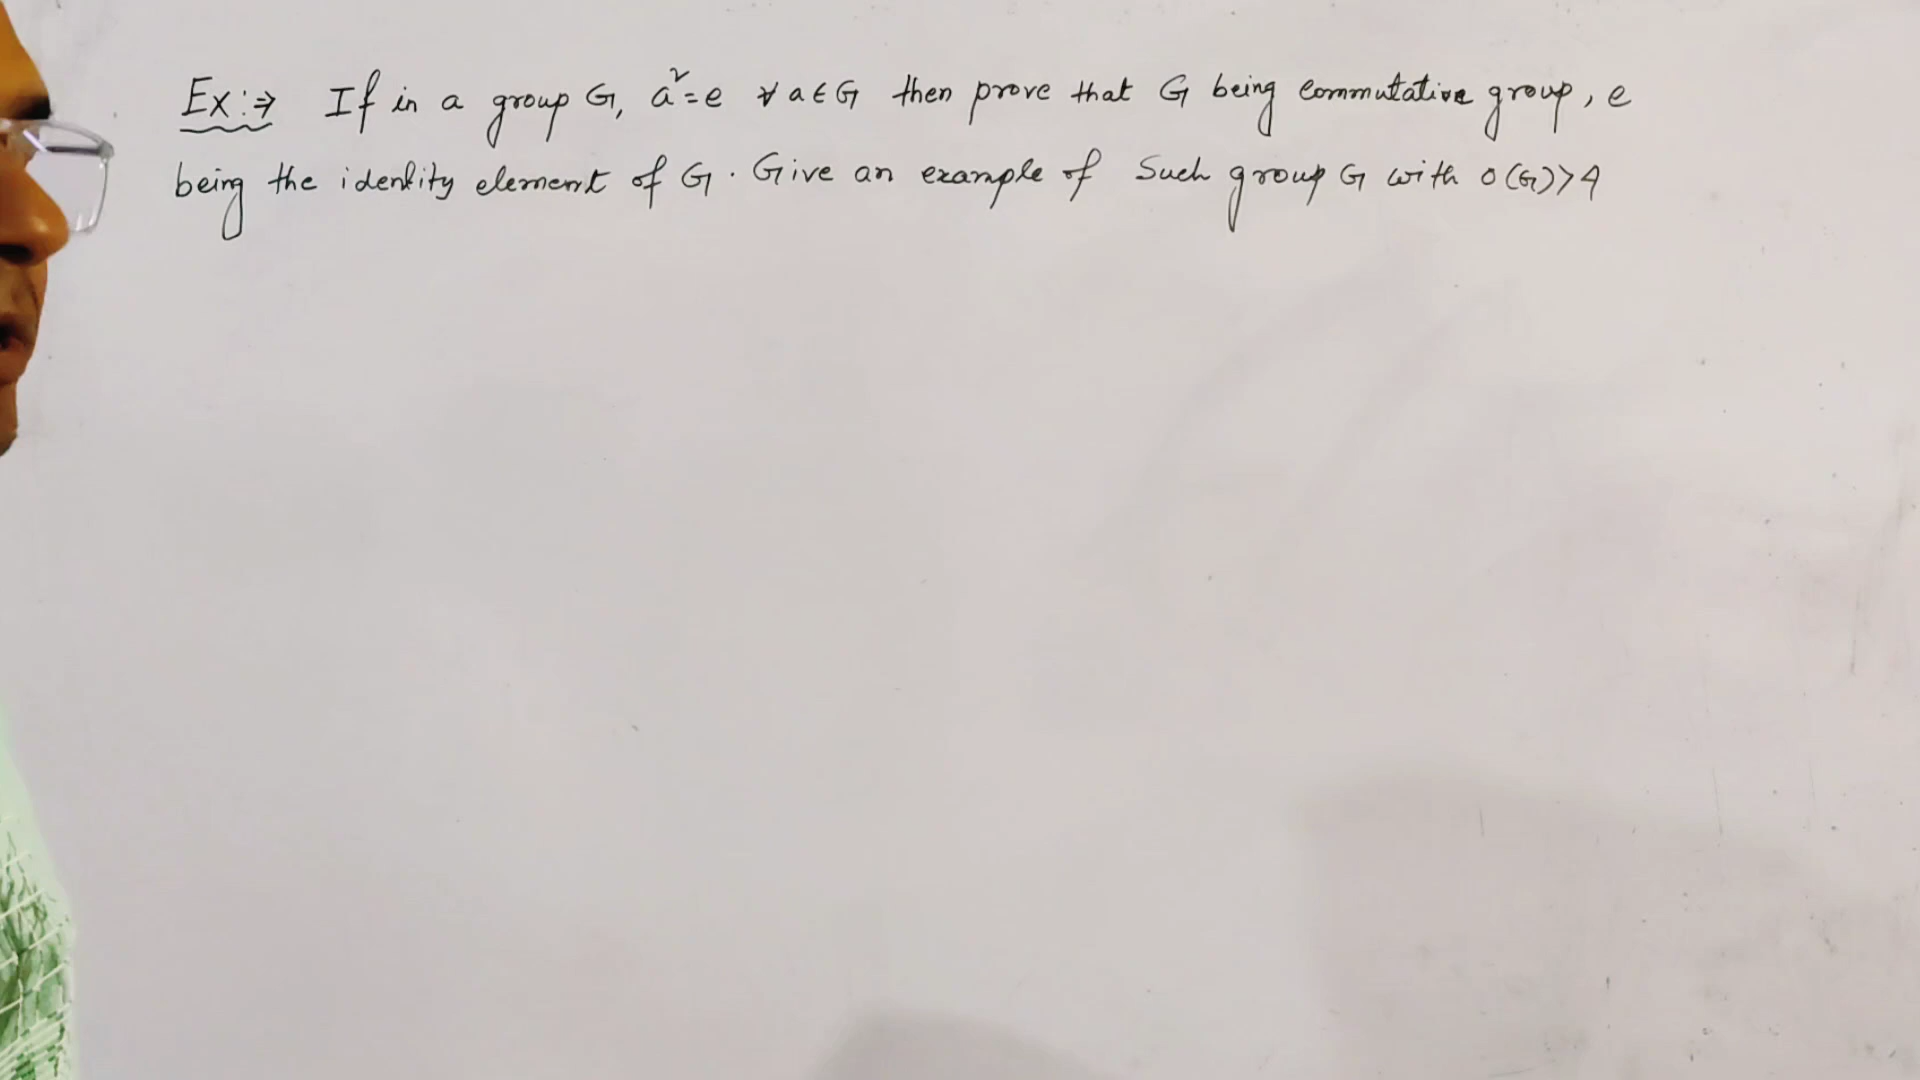 Ex:⇒ If in a group G, a²=e ∀ a∈G then prove that G being commutative group, e
being the identity element of G. Give an example of Such group G with o(G)>4